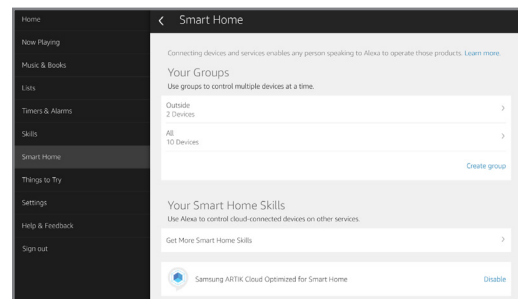 Home
Now Playing
Music & Books
Lists
Timers & Alarms
Skills
Smart Home
Things to Try
Settings
Help & Feedback
Sign out
Smart Home
Connecting devices and services enables any person speaking to Alexa to operate those products. Learn more.
Your Groups
Use groups to control multiple devices at a time.
Outside
2 Devices
All
10 Devices
Create group
Your Smart Home Skills
Use Alexa to control cloud-connected devices on other services.
Get More Smart Home Skills
Samsung ARTIK Cloud Optimized for Smart Home
Disable